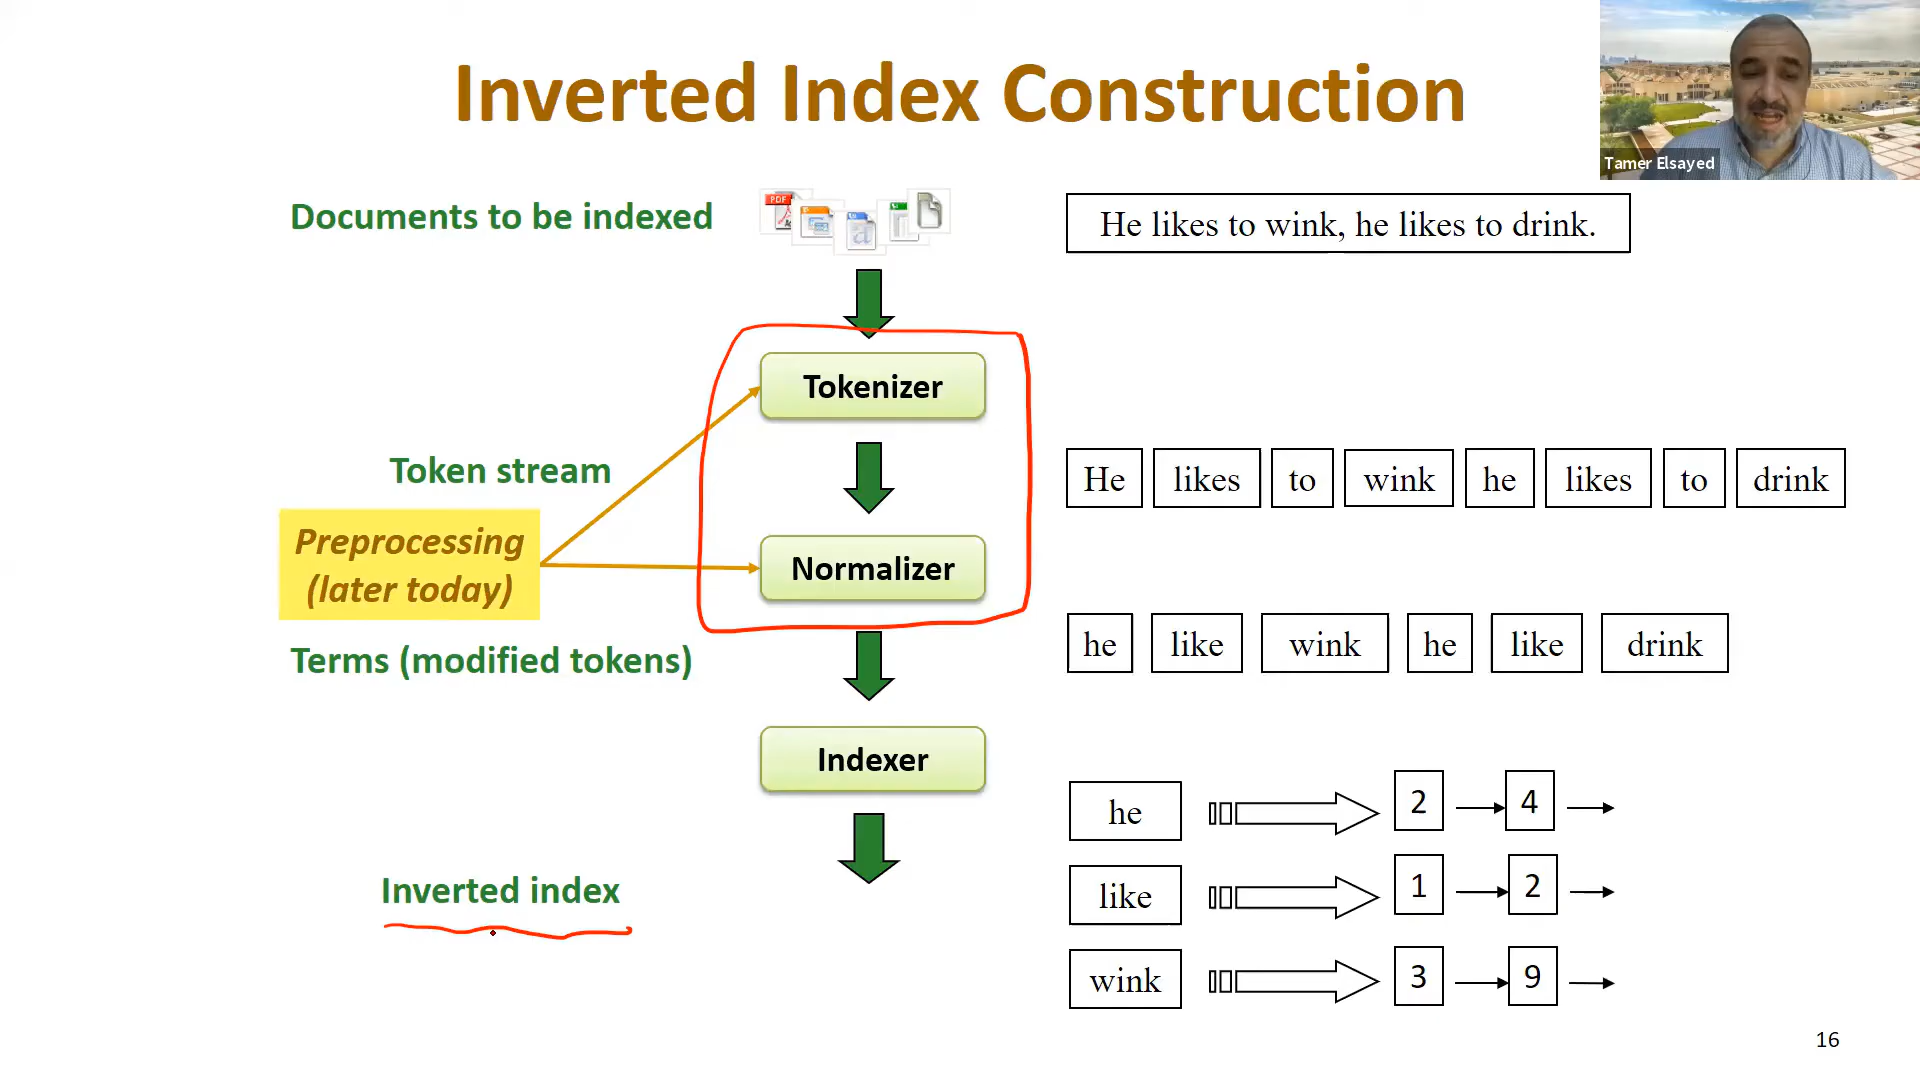 Inverted Index Construction
Tamer Elsayed
Documents to be indexed
PDF
He likes to wink, he likes to drink.
Tokenizer
Token stream
He likes to wink he likes to drink
Preprocessing
(later today)
Normalizer
Terms (modified tokens)
he like wink he like drink
Indexer
he 2 4
like 1 2
Inverted index
wink 3 9
16